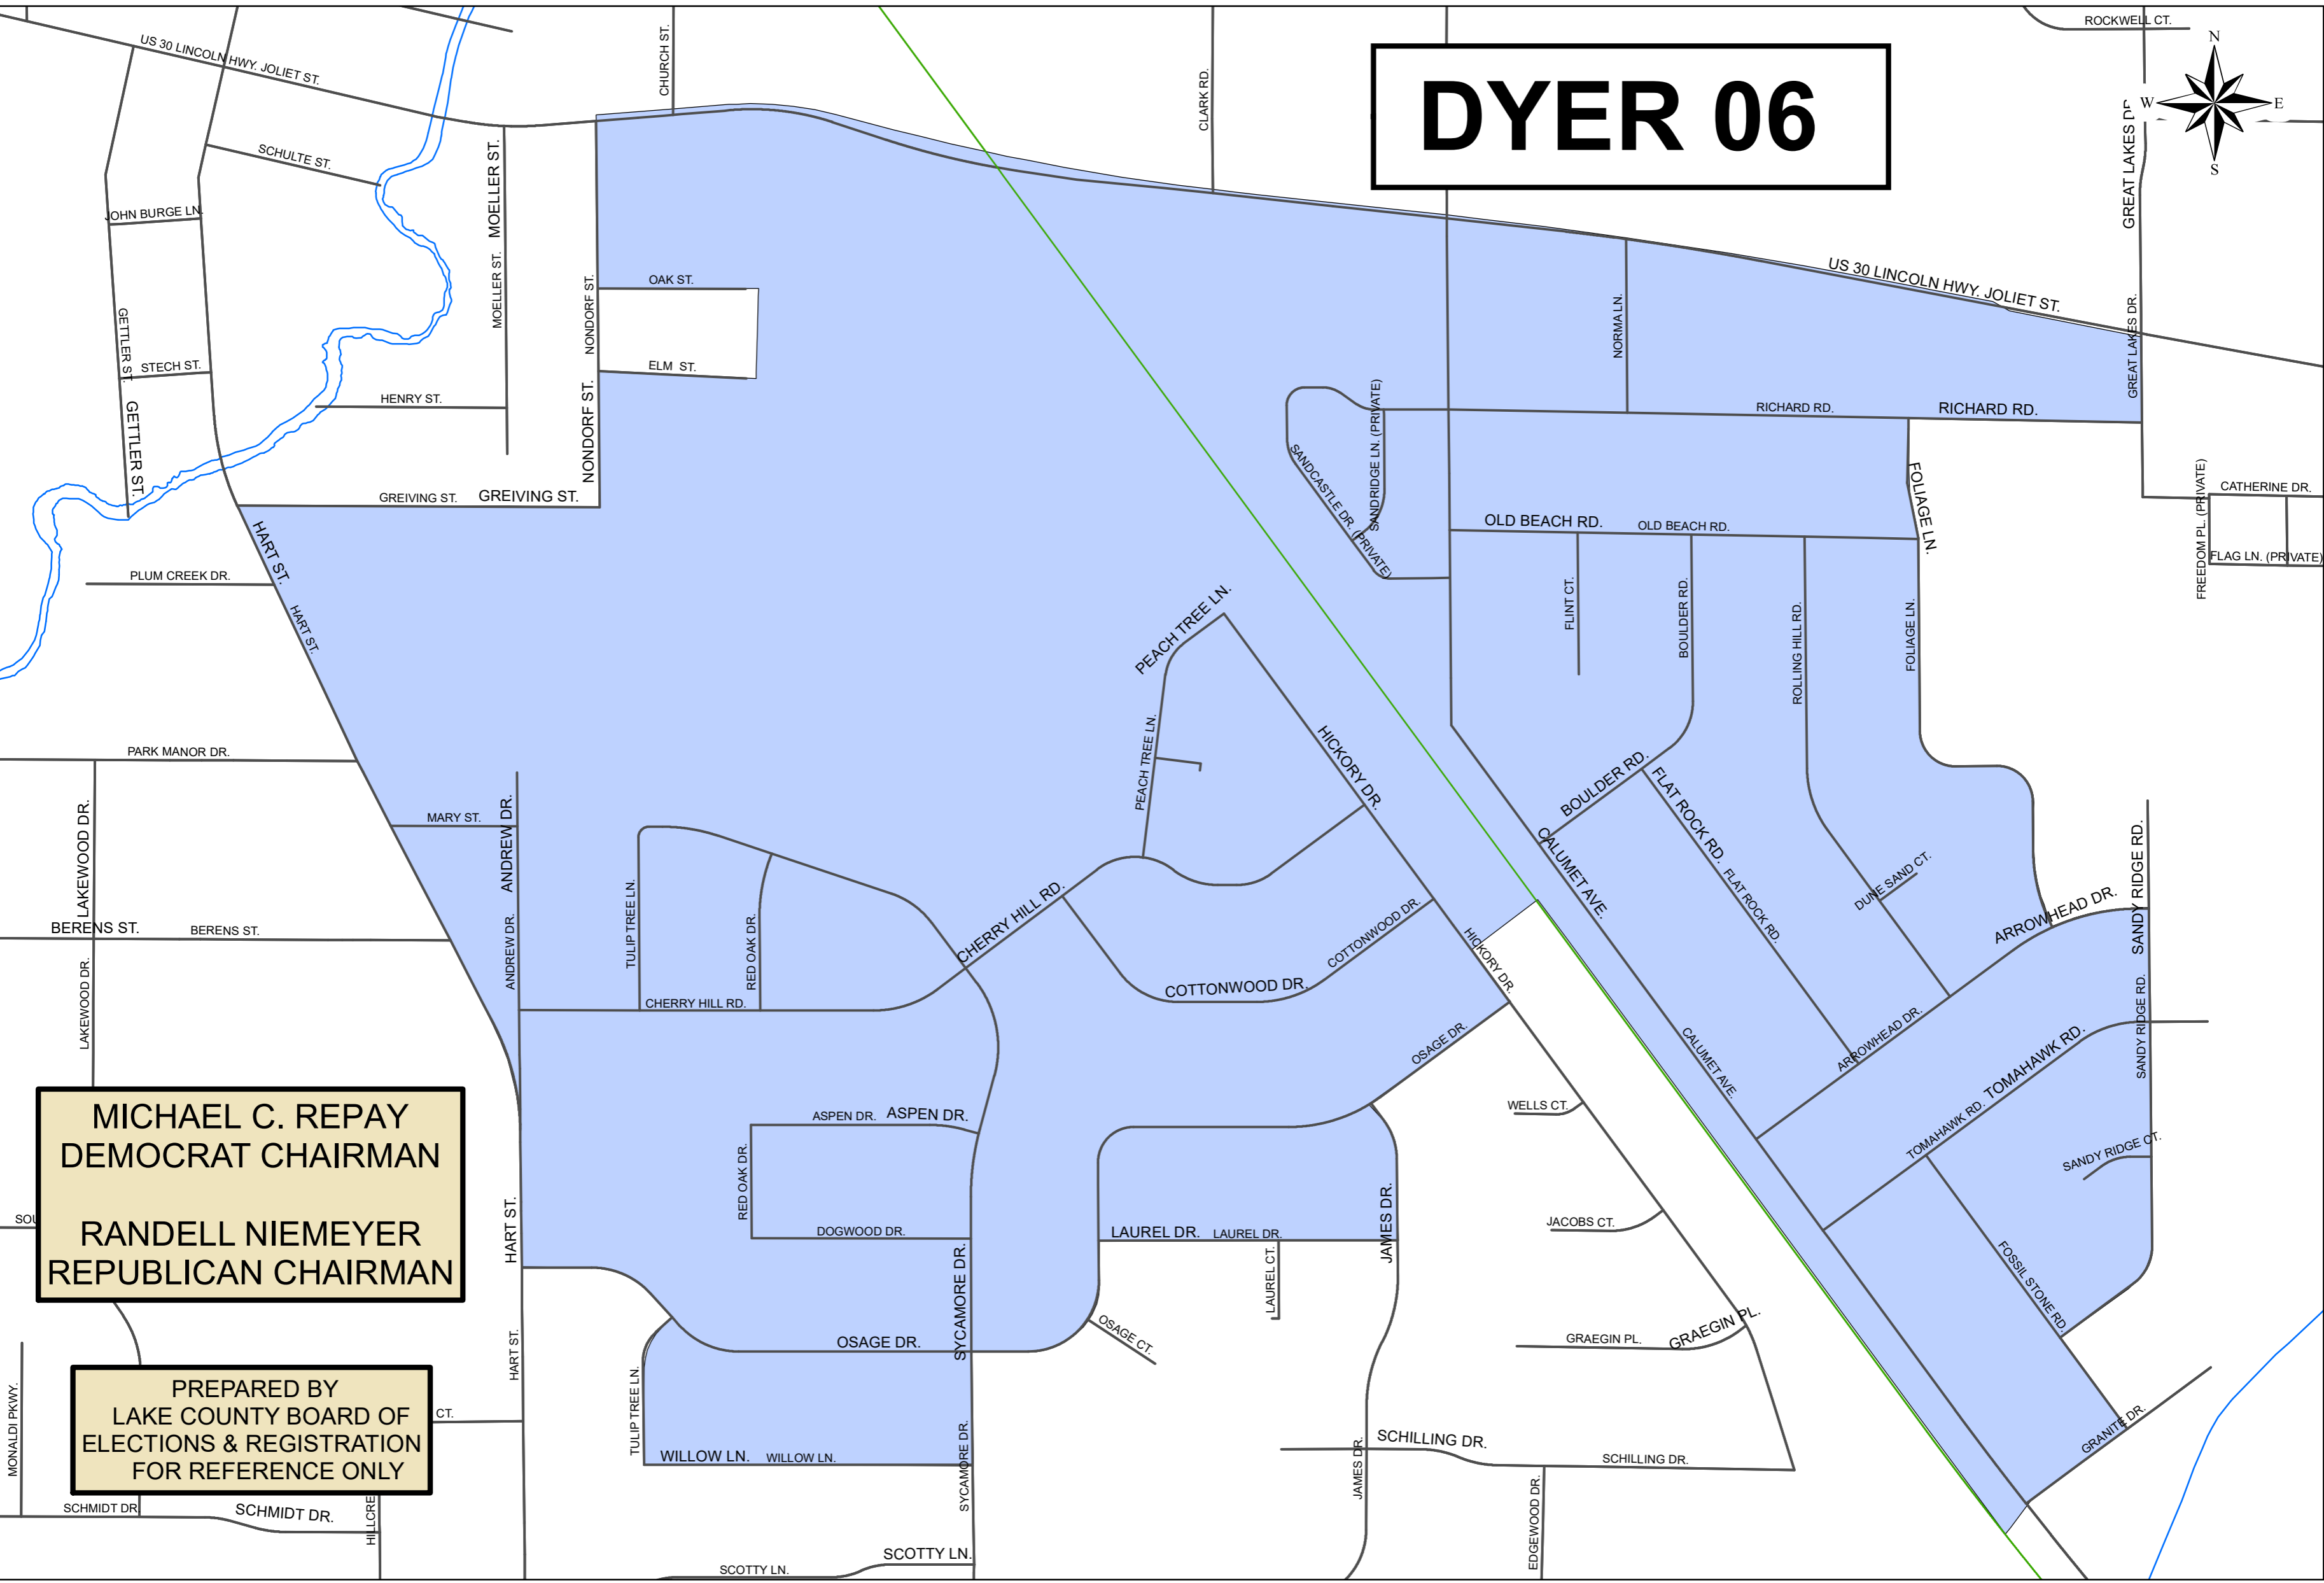 ROCKWELL CT.
US 30 LINCOLN HWY. JOLIET ST.
CHURCH ST.
CLARK RD.
DYER 06
N
W
E
S
GREAT LAKES DR.
SCHULTE ST.
MOELLER ST.
JOHN BURGE LN.
MOELLER ST.
NONDORF ST.
OAK ST.
US 30 LINCOLN HWY. JOLIET ST.
GETTLER ST.
STECH ST.
ELM ST.
NORMA LN.
GREAT LAKES DR.
HENRY ST.
NONDORF ST.
SANDRIDGE LN. (PRIVATE)
RICHARD RD.
RICHARD RD.
GETTLER ST.
GREIVING ST.
GREIVING ST.
SANDCASTLE DR. (PRIVATE)
FOLIAGE LN.
FREEDOM PL. (PRIVATE)
CATHERINE DR.
HART ST.
OLD BEACH RD.
OLD BEACH RD.
FLAG LN. (PRIVATE)
PLUM CREEK DR.
HART ST.
PEACH TREE LN.
FLINT CT.
BOULDER RD.
ROLLING HILL RD.
FOLIAGE LN.
PARK MANOR DR.
PEACH TREE LN.
HICKORY DR.
BOULDER RD.
FLAT ROCK RD.
LAKEWOOD DR.
MARY ST.
ANDREW DR.
CALUMET AVE.
SANDY RIDGE RD.
BERENS ST.
BERENS ST.
TULIP TREE LN.
RED OAK DR.
CHERRY HILL RD.
COTTONWOOD DR.
FLAT ROCK RD.
DUNE SAND CT.
ARROWHEAD DR.
LAKEWOOD DR.
ANDREW DR.
CHERRY HILL RD.
COTTONWOOD DR.
HICKORY DR.
SANDY RIDGE RD.
OSAGE DR.
CALUMET AVE.
ARROWHEAD DR.
TOMAHAWK RD.
MICHAEL C. REPAY
DEMOCRAT CHAIRMAN
RANDELL NIEMEYER
REPUBLICAN CHAIRMAN
ASPEN DR.
ASPEN DR.
WELLS CT.
TOMAHAWK RD.
SANDY RIDGE CT.
SOU
RED OAK DR.
DOGWOOD DR.
LAUREL DR.
LAUREL DR.
JAMES DR.
JACOBS CT.
HART ST.
SYCAMORE DR.
LAUREL CT.
FOSSIL STONE RD.
HART ST.
OSAGE DR.
OSAGE CT.
GRAEGIN PL.
GRAEGIN PL.
PREPARED BY
LAKE COUNTY BOARD OF
ELECTIONS & REGISTRATION
FOR REFERENCE ONLY
MONALDI PKWY.
CT.
TULIP TREE LN.
WILLOW LN.
WILLOW LN.
SYCAMORE DR.
JAMES DR.
SCHILLING DR.
SCHILLING DR.
GRANITE DR.
SCHMIDT DR
SCHMIDT DR.
HILLCRE
EDGEWOOD DR.
SCOTTY LN.
SCOTTY LN.